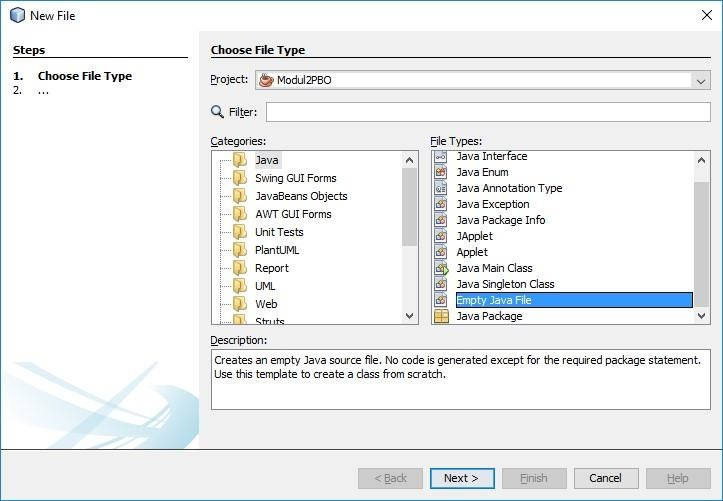 New File
Steps
1. Choose File Type
2. ...
Choose File Type
Project: Modul2PBO
Filter:
Categories:
Java
Swing GUI Forms
JavaBeans Objects
AWT GUI Forms
Unit Tests
PlantUML
Report
UML
Web
Struts
File Types:
Java Interface
Java Enum
Java Annotation Type
Java Exception
Java Package Info
JApplet
Applet
Java Main Class
Java Singleton Class
Empty Java File
Java Package
Description:
Creates an empty Java source file. No code is generated except for the required package statement.
Use this template to create a class from scratch.
< Back
Next >
Finish
Cancel
Help